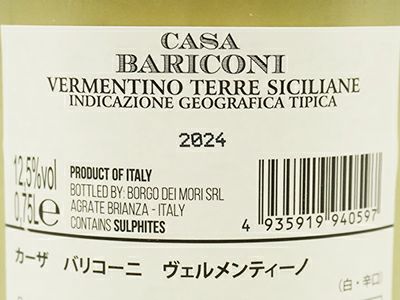 CASA
BARICONI
VERMENTINO TERRE SICILIANE
INDICAZIONE GEOGRAFICA TIPICA
2024
12,5%vol
0,75L e
PRODUCT OF ITALY
BOTTLED BY: BORGO DEI MORI SRL
AGRATE BRIANZA - ITALY
CONTAINS SULPHITES
4 935919 940597
カーザ バリコーニ ヴェルメンティーノ
(白・辛口)